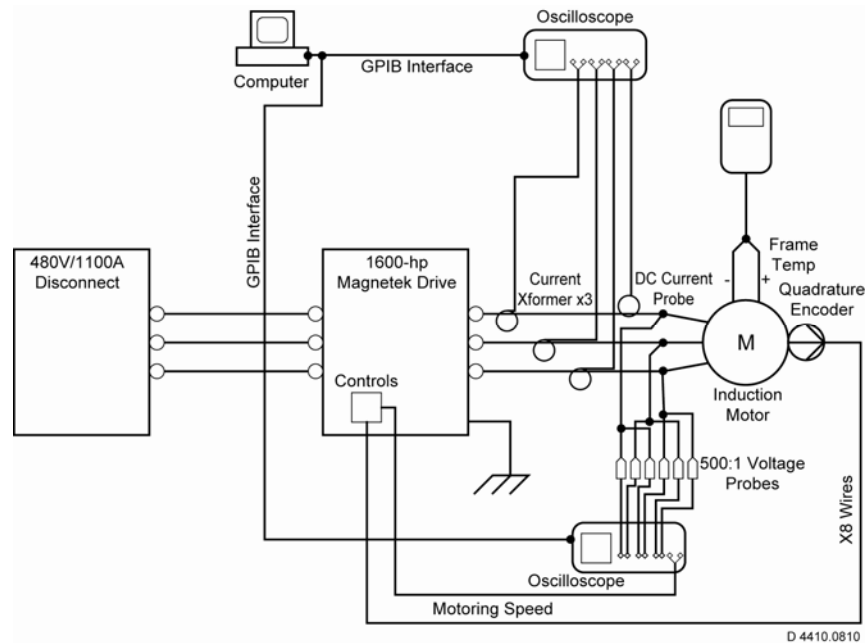 Oscilloscope
GPIB Interface
Computer
GPIB Interface
480V/1100A
Disconnect
1600-hp
Magnetek Drive
Current
Xformer x3
DC Current
Probe
Frame
Temp
- +
Quadrature
Encoder
M
Induction
Motor
Controls
500:1 Voltage
Probes
X8 Wires
Oscilloscope
Motoring Speed
D 4410.0810